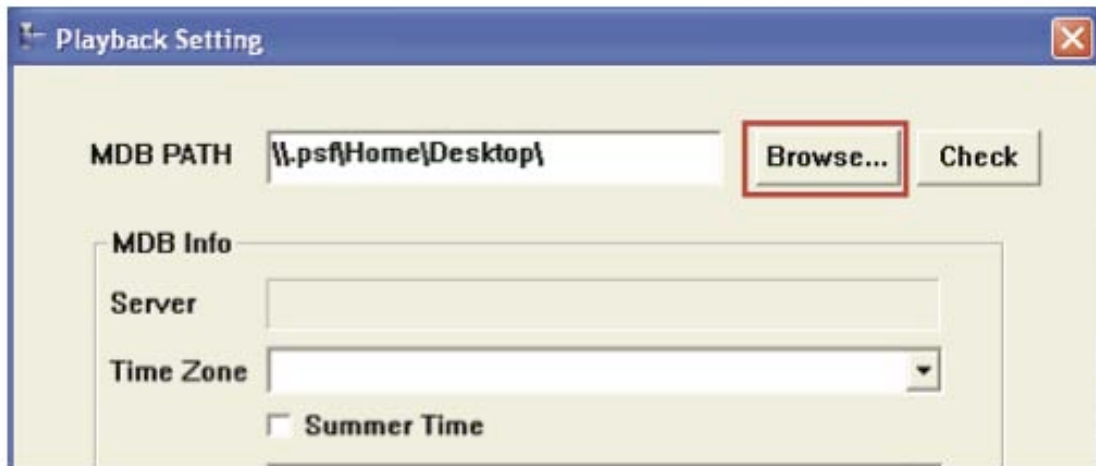 Playback Setting
MDB PATH \\.psf\Home\Desktop\ Browse... Check
MDB Info
Server
Time Zone
Summer Time